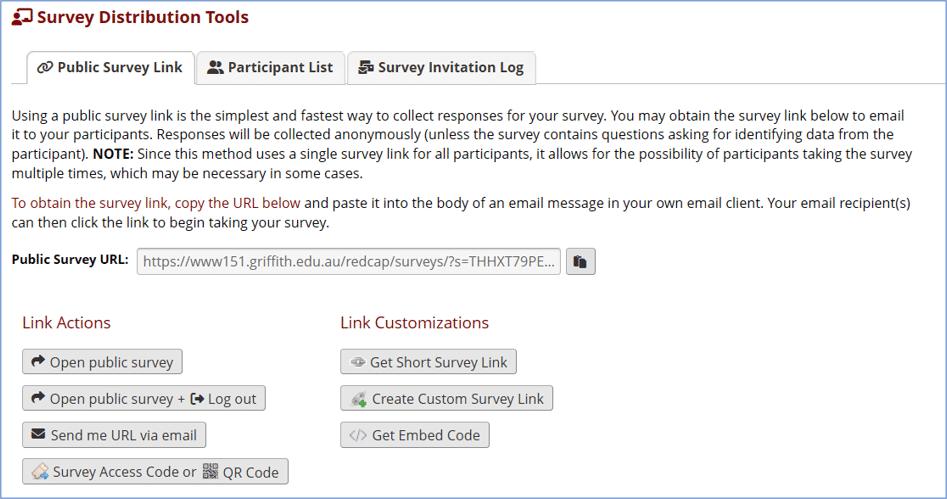 Survey Distribution Tools
Public Survey Link
Participant List
Survey Invitation Log
Using a public survey link is the simplest and fastest way to collect responses for your survey. You may obtain the survey link below to email
it to your participants. Responses will be collected anonymously (unless the survey contains questions asking for identifying data from the
participant). NOTE: Since this method uses a single survey link for all participants, it allows for the possibility of participants taking the survey
multiple times, which may be necessary in some cases.
To obtain the survey link, copy the URL below and paste it into the body of an email message in your own email client. Your email recipient(s)
can then click the link to begin taking your survey.
Public Survey URL: https://www151.griffith.edu.au/redcap/surveys/?s=THHXT79PE...
Link Actions
Open public survey
Open public survey + Log out
Send me URL via email
Survey Access Code or QR Code
Link Customizations
Get Short Survey Link
Create Custom Survey Link
Get Embed Code